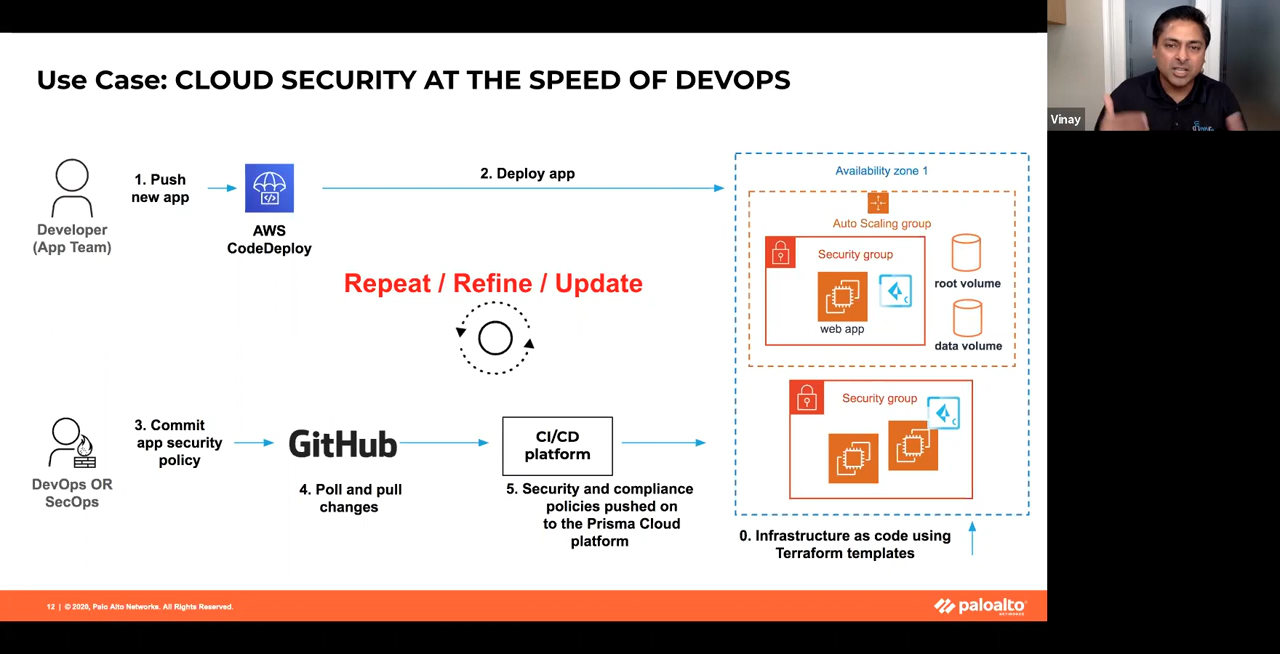 Use Case: CLOUD SECURITY AT THE SPEED OF DEVOPS
Vinay
1. Push
new app
2. Deploy app
Developer
(App Team)
AWS
CodeDeploy
Availability zone 1
Auto Scaling group
Security group
web app
root volume
data volume
Repeat / Refine / Update
3. Commit
app security
policy
DevOps OR
SecOps
GitHub
4. Poll and pull
changes
CI/CD
platform
5. Security and compliance
policies pushed on
to the Prisma Cloud
platform
Security group
0. Infrastructure as code using
Terraform templates
12 | © 2020, Palo Alto Networks. All Rights Reserved.
paloalto
NETWORKS